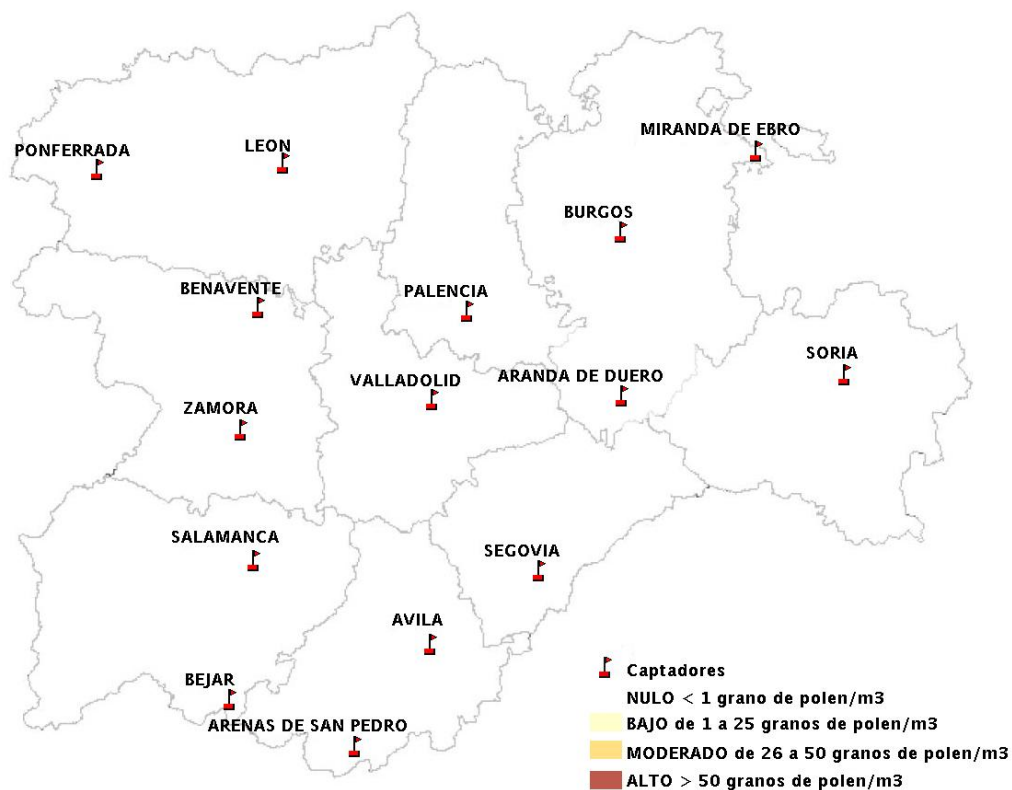 MIRANDA DE EBRO
PONFERRADA
LEON
BURGOS
BENAVENTE
PALENCIA
SORIA
VALLADOLID
ARANDA DE DUERO
ZAMORA
SALAMANCA
SEGOVIA
AVILA
BEJAR
ARENAS DE SAN PEDRO
Captadores
NULO < 1 grano de polen/m3
BAJO de 1 a 25 granos de polen/m3
MODERADO de 26 a 50 granos de polen/m3
ALTO > 50 granos de polen/m3